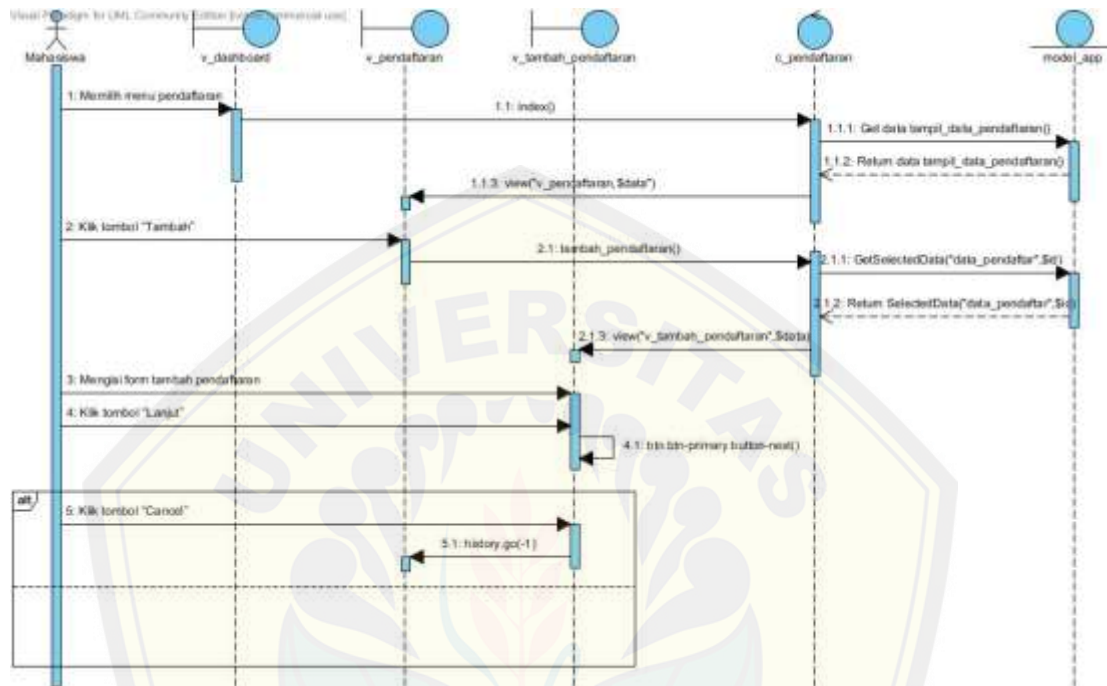 Visual Paradigm for UML Community Edition [not for commercial use]
Mahasiswa
v_dashboard
v_pendaftaran
v_tambah_pendaftaran
c_pendaftaran
model_app
1: Memilih menu pendaftaran
1.1: Index()
1.1.1: Get data tampil_data_pendaftaran()
1.1.2: Return data tampil_data_pendaftaran()
1.1.3: view("v_pendaftaran,$data")
2: Klik tombol "Tambah"
2.1: tambah_pendaftaran()
2.1.1: GetSelectedData("data_pendaftar",$id)
2.1.2: Return SelectedData("data_pendaftar",$id)
2.1.3: view("v_tambah_pendaftaran",$data)
3: Mengisi form tambah pendaftaran
4: Klik tombol "Lanjut"
4.1: btn btn-primary button-next()
alt
5: Klik tombol "Cancel"
5.1: history.go(-1)
UNIVERSITAS